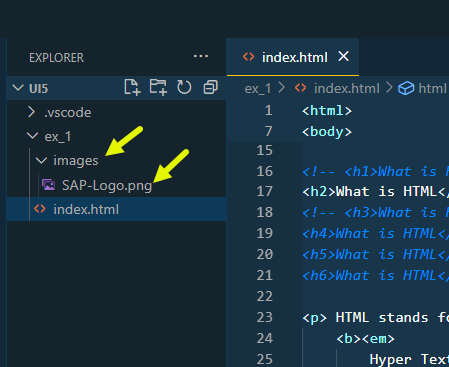 EXPLORER ...
UI5
.vscode
ex_1
images
SAP-Logo.png
index.html
index.html
ex_1 > index.html > html
1 <html>
7 <body>
15
16 <!-- <h1>What is h
17 <h2>What is HTML</
18 <!-- <h3>What is h
19 <h4>What is HTML</
20 <h5>What is HTML</
21 <h6>What is HTML</
22
23 <p> HTML stands fo
24 <b><em>
25 Hyper Text